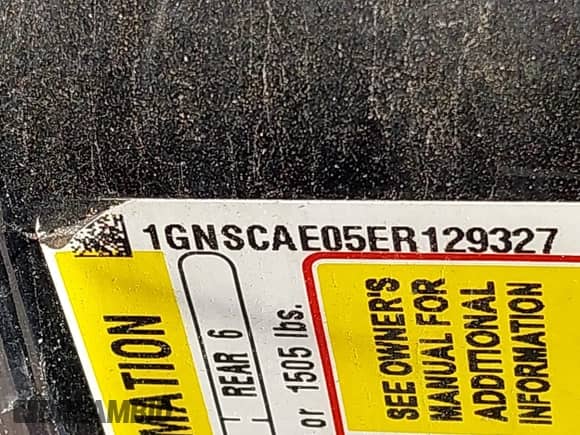 1GNSCAE05ER129327
MATION
REAR 6
or 1505 lbs.
SEE OWNER'S
MANUAL FOR
ADDITIONAL
INFORMATION